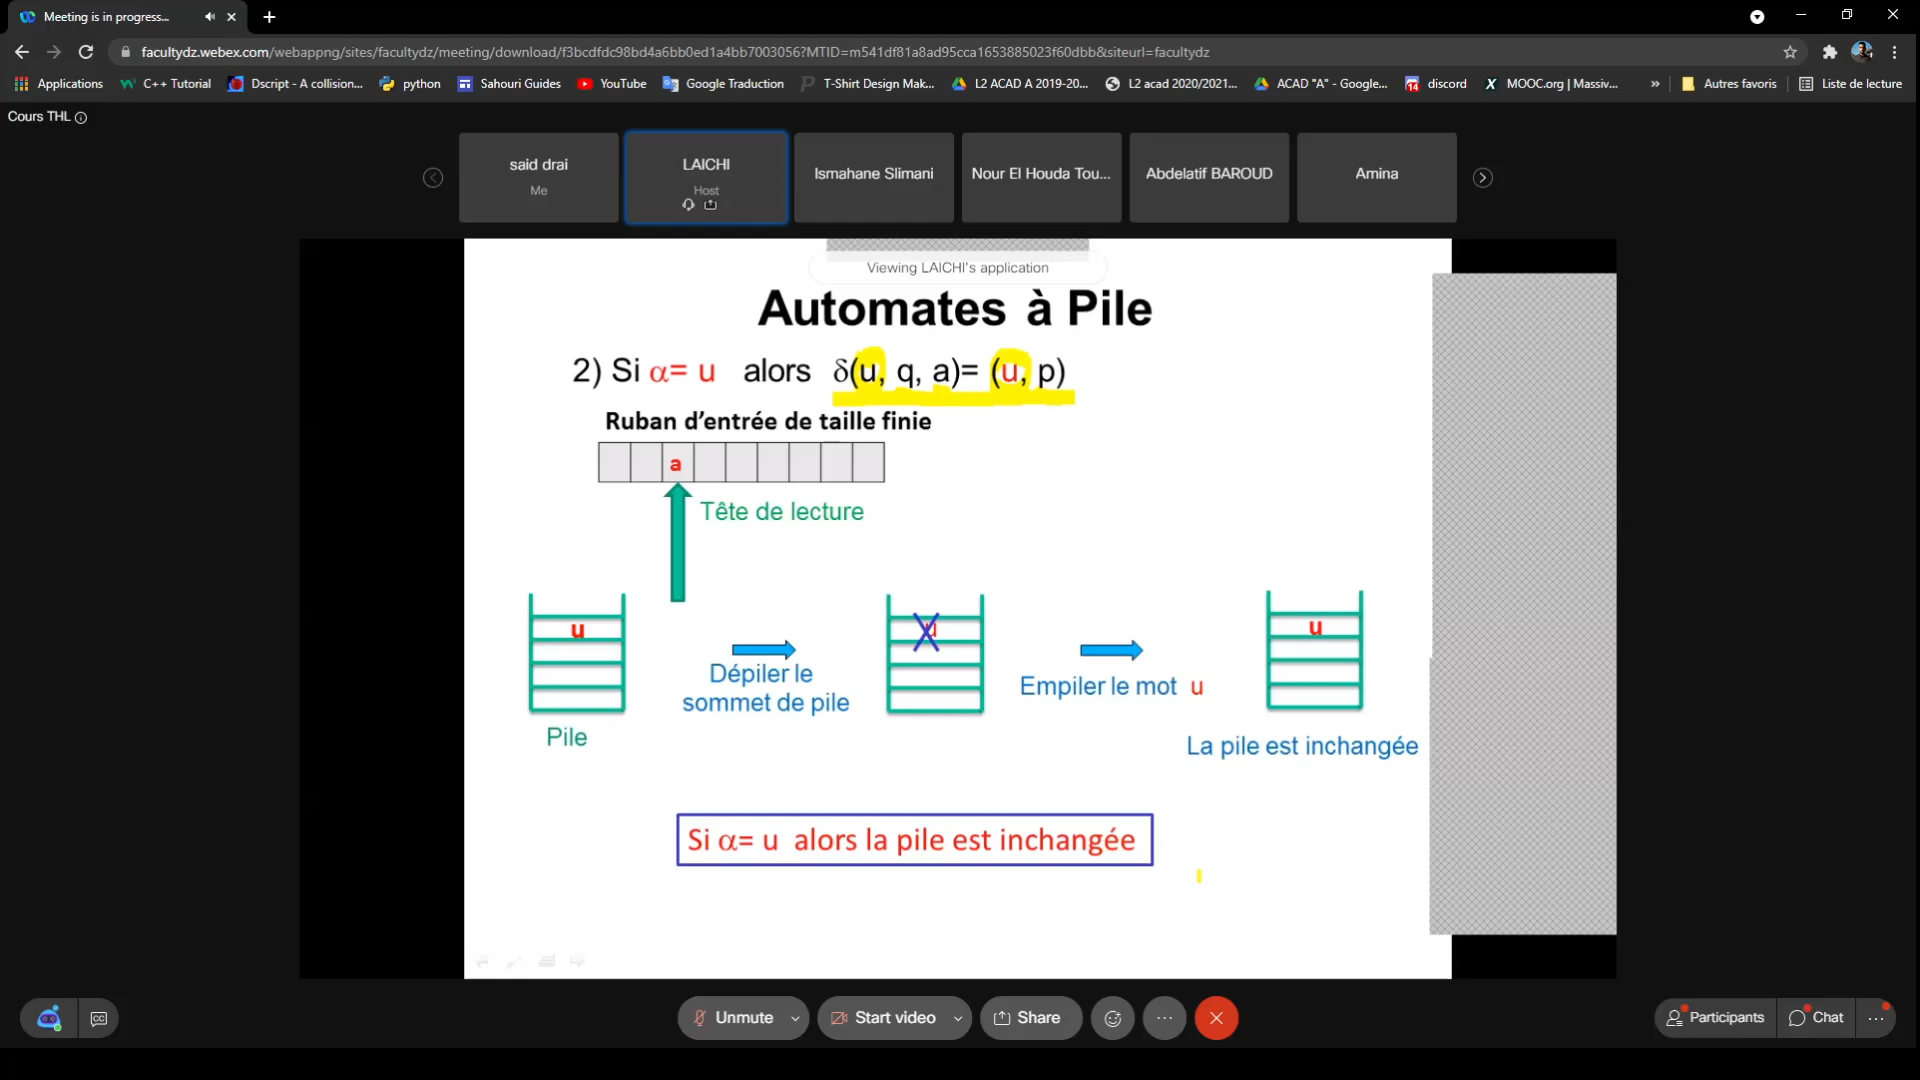 Meeting is in progress...
facultydz.webex.com/webappng/sites/facultydz/meeting/download/f3bcdfdc98bd4a6bb0ed1a4bb7003056?MTID=m541df81a8ad95cca1653885023f60dbb&siteurl=facultydz
Applications C++ Tutorial Dscript - A collision... python Sahouri Guides YouTube Google Traduction T-Shirt Design Mak... L2 ACAD A 2019-20... L2 acad 2020/2021... ACAD "A" - Google... 14 discord MOOC.org | Massiv... » Autres favoris Liste de lecture
Cours THL
said drai LAICHI Ismahane Slimani Nour El Houda Tou... Abdelatif BAROUD Amina
Me Host
Viewing LAICHI's application
Automates à Pile
2) Si α= u alors δ(u, q, a)= (u, p)
Ruban d'entrée de taille finie
a
Tête de lecture
u u u
Dépiler le
sommet de pile
Empiler le mot u
Pile
La pile est inchangée
Si α= u alors la pile est inchangée
CC Unmute Start video Share Participants Chat